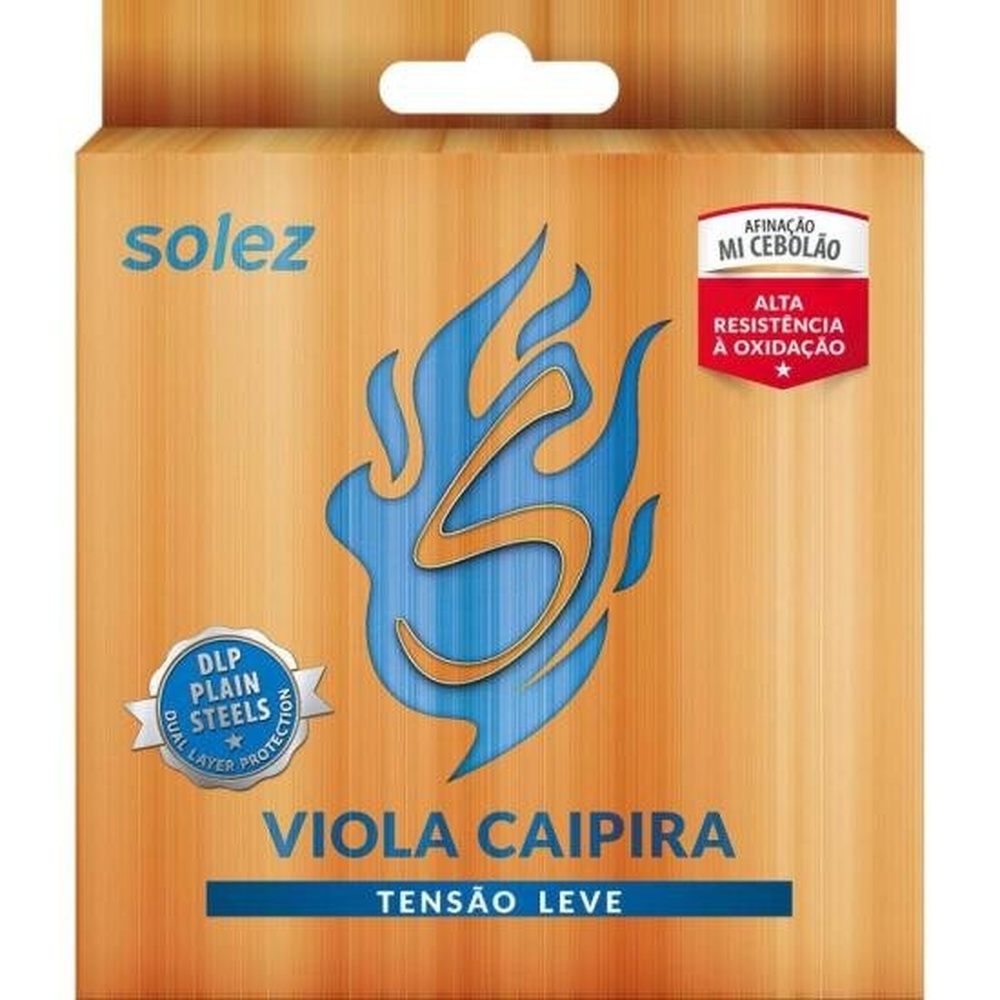 solez
AFINAÇÃO
MI CEBOLÃO
ALTA
RESISTÊNCIA
À OXIDAÇÃO
DLP
PLAIN
STEELS
DUAL LAYER PROTECTION
VIOLA CAIPIRA
TENSÃO LEVE